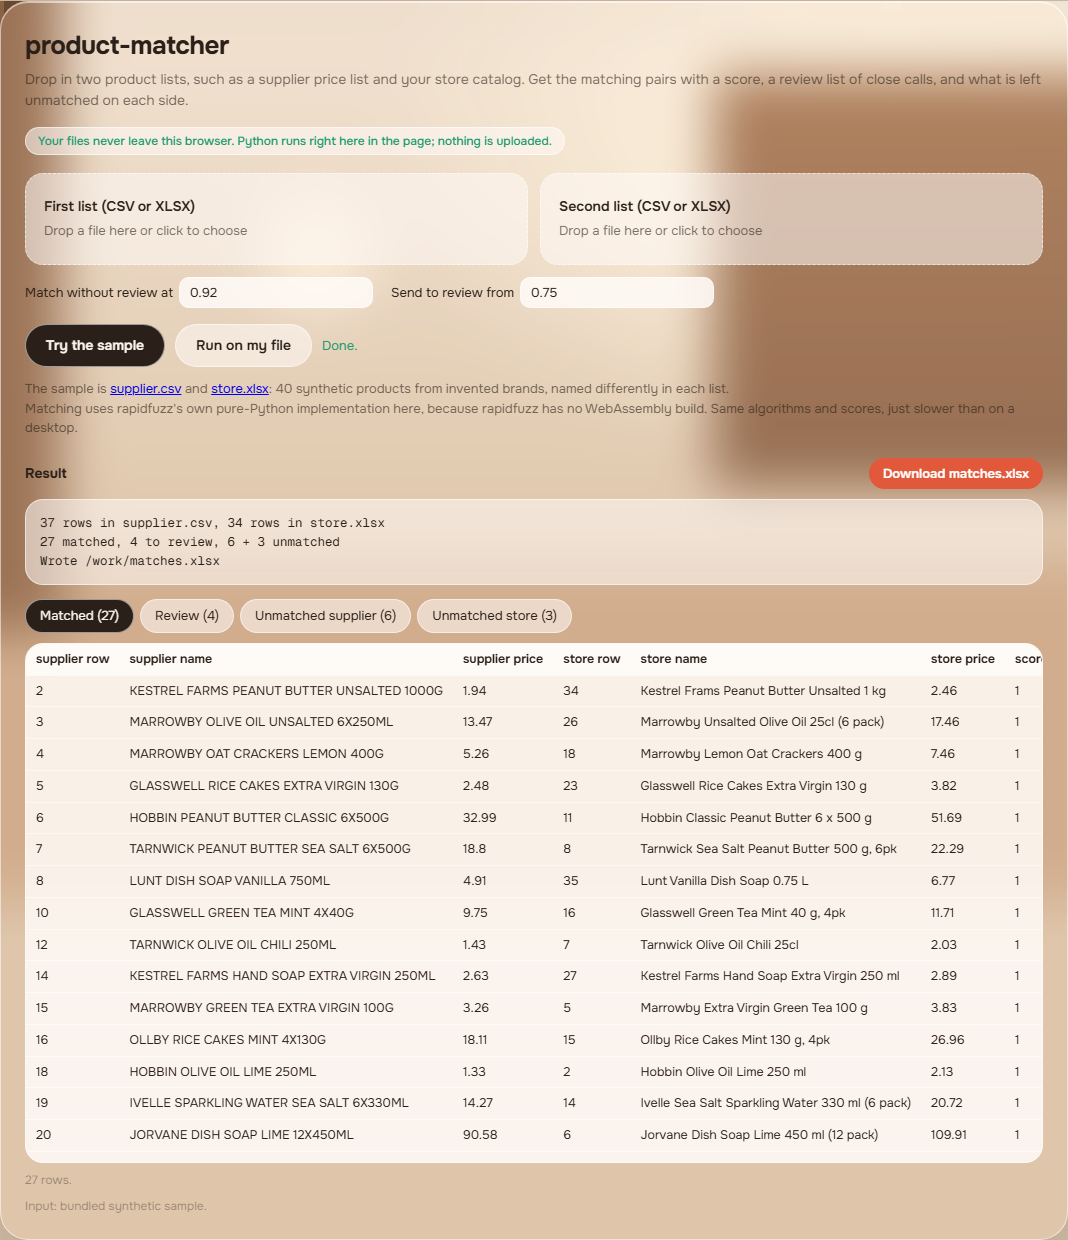 product-matcher
Drop in two product lists, such as a supplier price list and your store catalog. Get the matching pairs with a score, a review list of close calls, and what is left
unmatched on each side.
Your files never leave this browser. Python runs right here in the page; nothing is uploaded.
First list (CSV or XLSX) Second list (CSV or XLSX)
Drop a file here or click to choose Drop a file here or click to choose
Match without review at 0.92 Send to review from 0.75
Try the sample Run on my file Done.
The sample is supplier.csv and store.xlsx: 40 synthetic products from invented brands, named differently in each list.
Matching uses rapidfuzz's own pure-Python implementation here, because rapidfuzz has no WebAssembly build. Same algorithms and scores, just slower than on a
desktop.
Result Download matches.xlsx
37 rows in supplier.csv, 34 rows in store.xlsx
27 matched, 4 to review, 6 + 3 unmatched
Wrote /work/matches.xlsx
Matched (27) Review (4) Unmatched supplier (6) Unmatched store (3)
supplier row supplier name supplier price store row store name store price score
2 KESTREL FARMS PEANUT BUTTER UNSALTED 1000G 1.94 34 Kestrel Frams Peanut Butter Unsalted 1 kg 2.46 1
3 MARROWBY OLIVE OIL UNSALTED 6X250ML 13.47 26 Marrowby Unsalted Olive Oil 25cl (6 pack) 17.46 1
4 MARROWBY OAT CRACKERS LEMON 400G 5.26 18 Marrowby Lemon Oat Crackers 400 g 7.46 1
5 GLASSWELL RICE CAKES EXTRA VIRGIN 130G 2.48 23 Glasswell Rice Cakes Extra Virgin 130 g 3.82 1
6 HOBBIN PEANUT BUTTER CLASSIC 6X500G 32.99 11 Hobbin Classic Peanut Butter 6 x 500 g 51.69 1
7 TARNWICK PEANUT BUTTER SEA SALT 6X500G 18.8 8 Tarnwick Sea Salt Peanut Butter 500 g, 6pk 22.29 1
8 LUNT DISH SOAP VANILLA 750ML 4.91 35 Lunt Vanilla Dish Soap 0.75 L 6.77 1
10 GLASSWELL GREEN TEA MINT 4X40G 9.75 16 Glasswell Green Tea Mint 40 g, 4pk 11.71 1
12 TARNWICK OLIVE OIL CHILI 250ML 1.43 7 Tarnwick Olive Oil Chili 25cl 2.03 1
14 KESTREL FARMS HAND SOAP EXTRA VIRGIN 250ML 2.63 27 Kestrel Farms Hand Soap Extra Virgin 250 ml 2.89 1
15 MARROWBY GREEN TEA EXTRA VIRGIN 100G 3.26 5 Marrowby Extra Virgin Green Tea 100 g 3.83 1
16 OLLBY RICE CAKES MINT 4X130G 18.11 15 Ollby Rice Cakes Mint 130 g, 4pk 26.96 1
18 HOBBIN OLIVE OIL LIME 250ML 1.33 2 Hobbin Olive Oil Lime 250 ml 2.13 1
19 IVELLE SPARKLING WATER SEA SALT 6X330ML 14.27 14 Ivelle Sea Salt Sparkling Water 330 ml (6 pack) 20.72 1
20 JORVANE DISH SOAP LIME 12X450ML 90.58 6 Jorvane Dish Soap Lime 450 ml (12 pack) 109.91 1
27 rows.
Input: bundled synthetic sample.